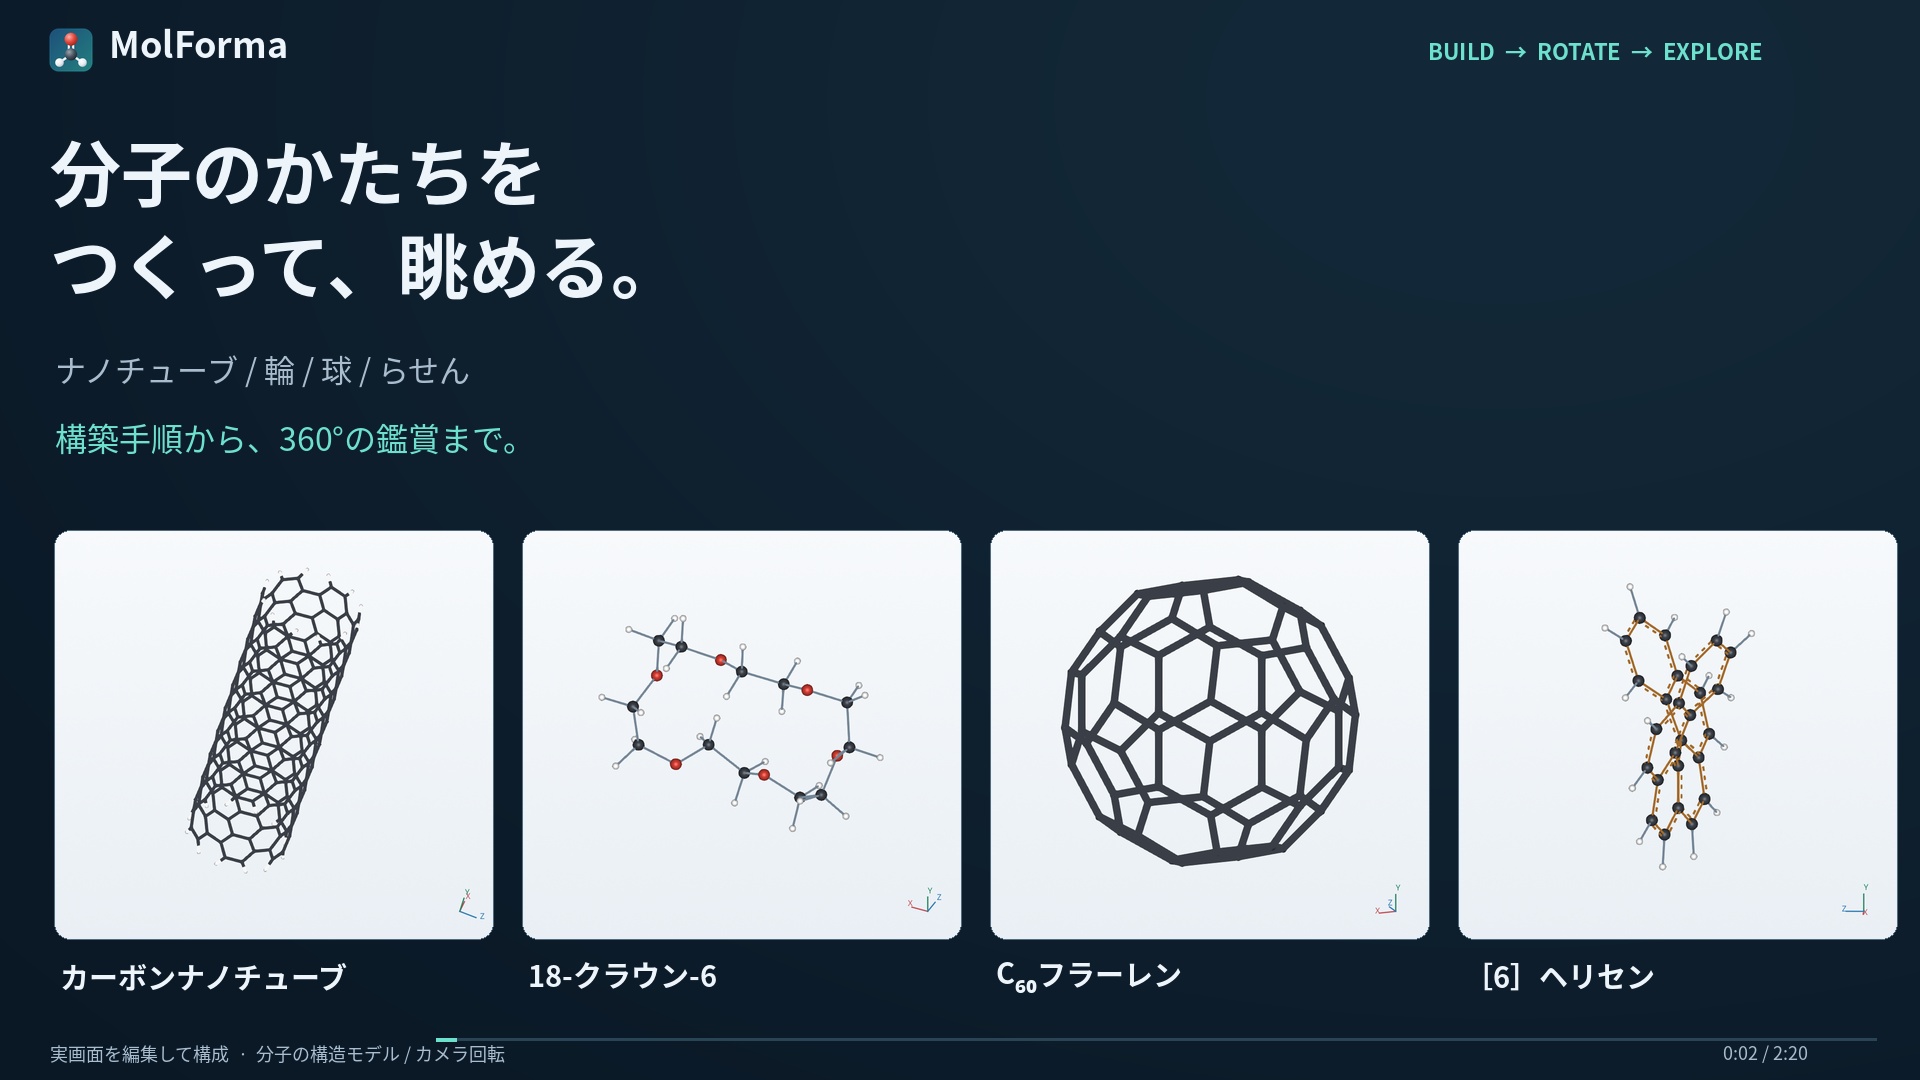 MolForma
BUILD → ROTATE → EXPLORE
分子のかたちを
つくって、眺める。
ナノチューブ / 輪 / 球 / らせん
構築手順から、360°の鑑賞まで。
Y
X
Z
X
Y
Z
X
Z
Y
Z
X
Y
カーボンナノチューブ
18-クラウン-6
C₆₀フラーレン
［6］ヘリセン
実画面を編集して構成 · 分子の構造モデル / カメラ回転
0:02 / 2:20